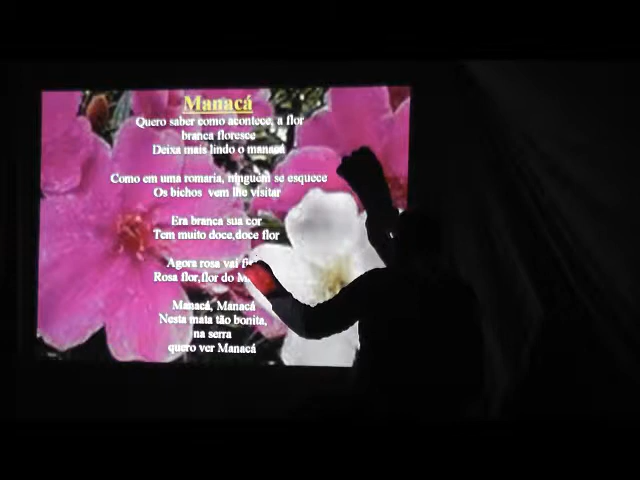 Manacá
Quero saber como acontece, a flor
branca floresce
Deixa mais lindo o manacá
Como em uma romaria, ninguém se esquece
Os bichos vem lhe visitar
Era branca sua cor
Tem muito doce,doce flor
Agora rosa vai
Rosa flor,flor do
Manacá, Manacá
Nesta mata tão bonita,
na serra
quero ver Manacá